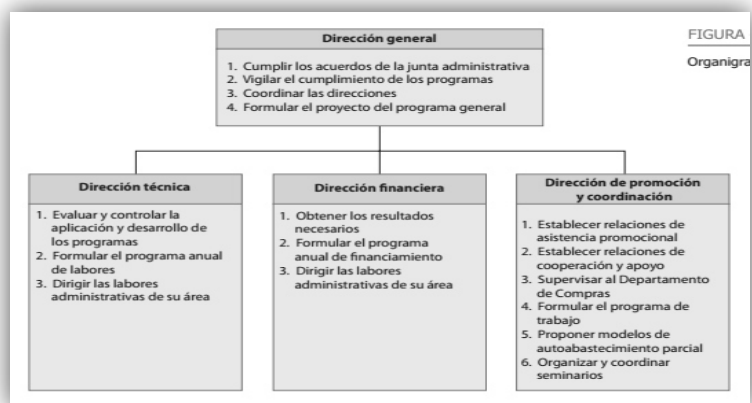 FIGURA
Organigra
Dirección general
1. Cumplir los acuerdos de la junta administrativa
2. Vigilar el cumplimiento de los programas
3. Coordinar las direcciones
4. Formular el proyecto del programa general
Dirección técnica
1. Evaluar y controlar la
aplicación y desarrollo de
los programas
2. Formular el programa anual
de labores
3. Dirigir las labores
administrativas de su área
Dirección financiera
1. Obtener los resultados
necesarios
2. Formular el programa
anual de financiamiento
3. Dirigir las labores
administrativas de su área
Dirección de promoción
y coordinación
1. Establecer relaciones de
asistencia promocional
2. Establecer relaciones de
cooperación y apoyo
3. Supervisar al Departamento
de Compras
4. Formular el programa de
trabajo
5. Proponer modelos de
autoabastecimiento parcial
6. Organizar y coordinar
seminarios